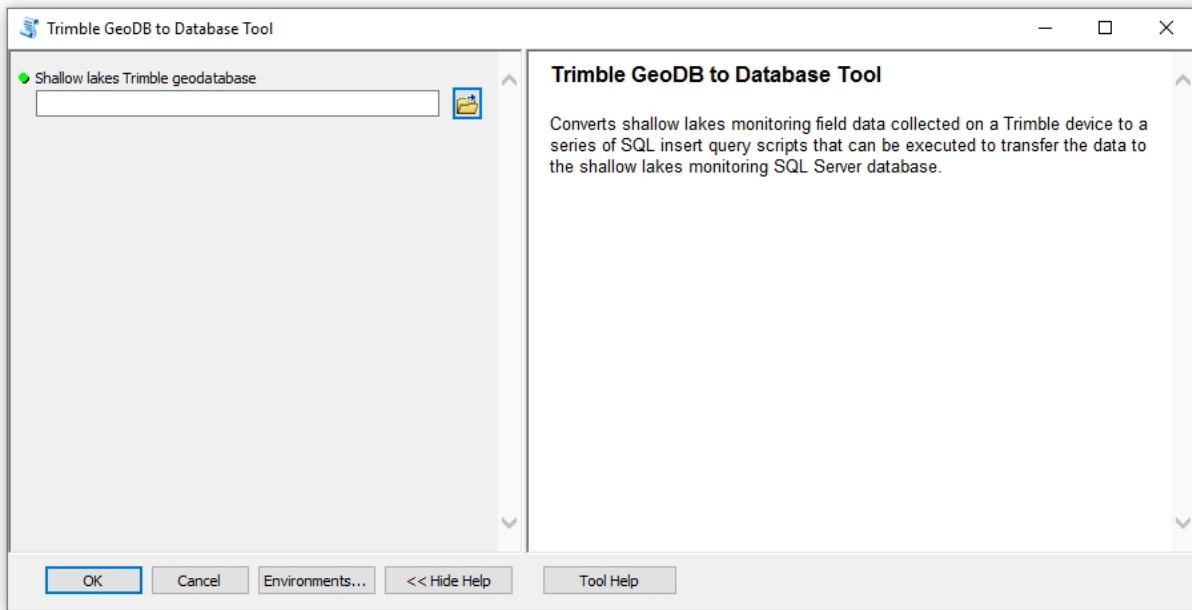 Trimble GeoDB to Database Tool
Shallow lakes Trimble geodatabase
Trimble GeoDB to Database Tool
Converts shallow lakes monitoring field data collected on a Trimble device to a
series of SQL insert query scripts that can be executed to transfer the data to
the shallow lakes monitoring SQL Server database.
OK Cancel Environments... << Hide Help Tool Help